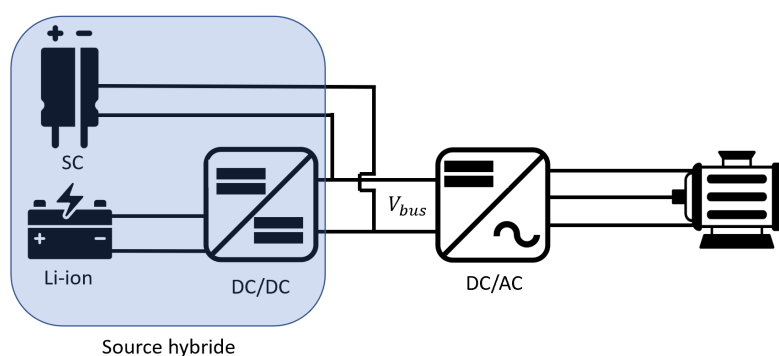 + -
SC
+ -
Li-ion
DC/DC
V_bus
DC/AC
Source hybride